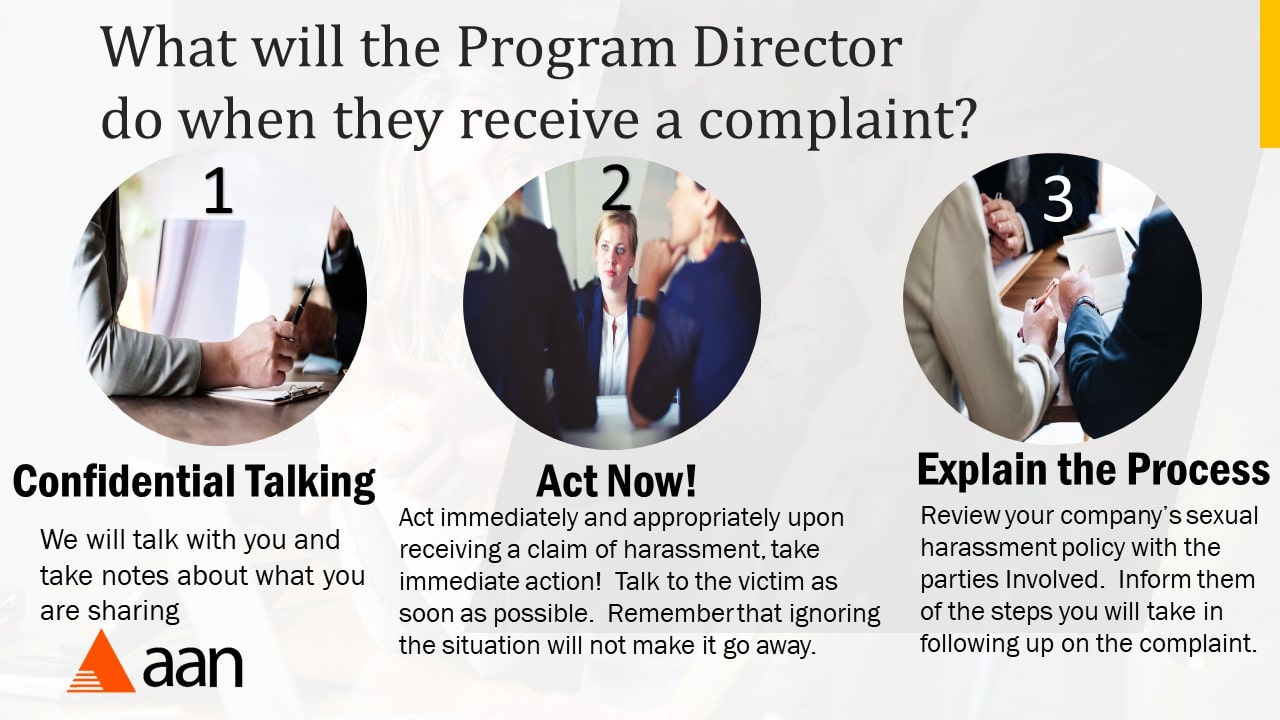 What will the Program Director
do when they receive a complaint?
1
2
3
Confidential Talking
We will talk with you and
take notes about what you
are sharing
Act Now!
Act immediately and appropriately upon
receiving a claim of harassment, take
immediate action!  Talk to the victim as
soon as possible.  Remember that ignoring
the situation will not make it go away.
Explain the Process
Review your company’s sexual
harassment policy with the
parties Involved.  Inform them
of the steps you will take in
following up on the complaint.
aan